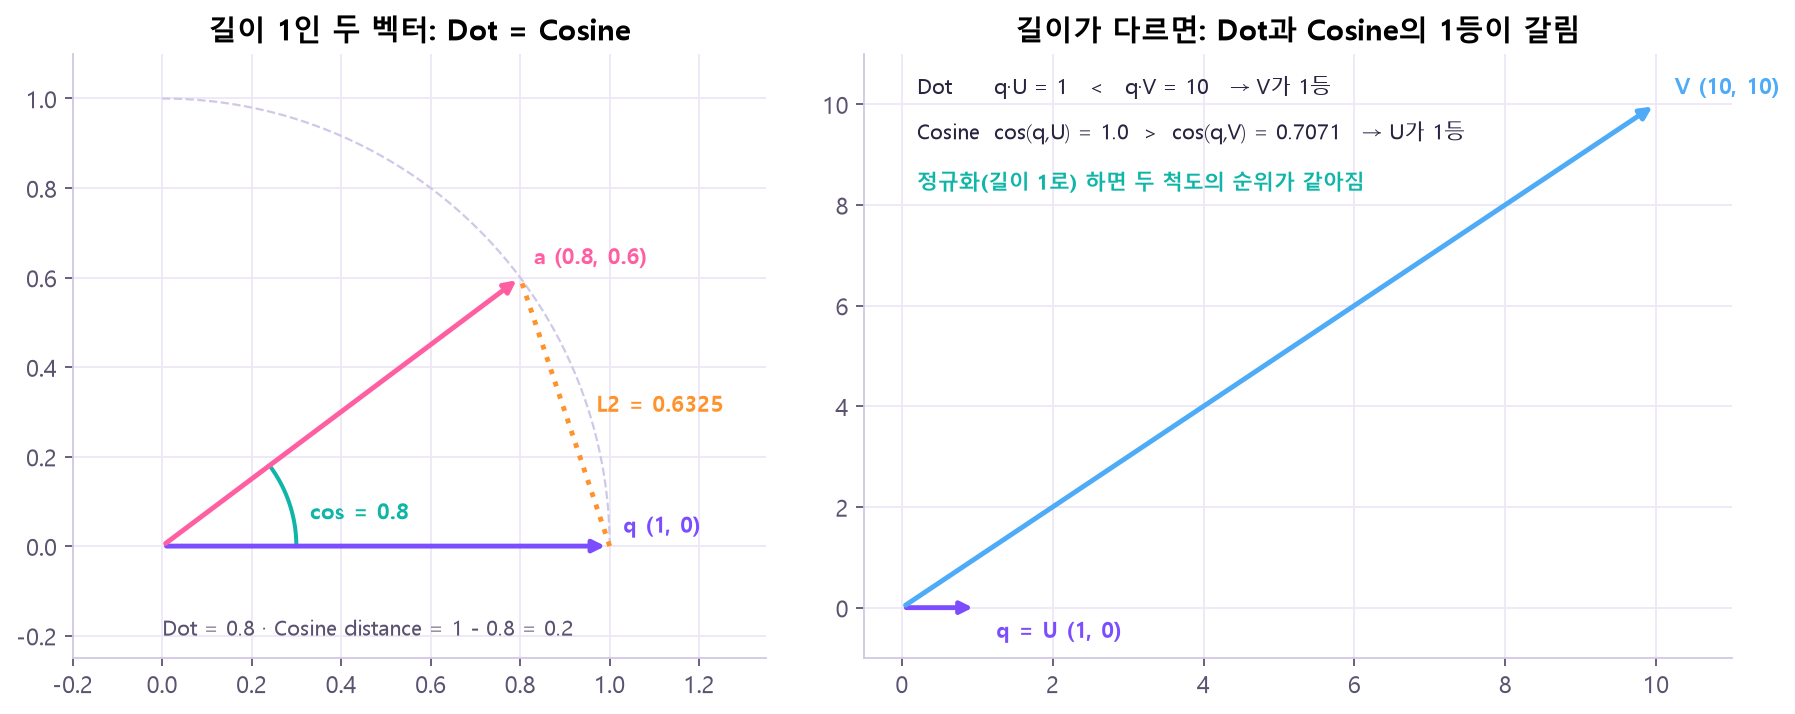 길이 1인 두 벡터: Dot = Cosine
1.0
0.8
0.6
0.4
0.2
0.0
-0.2
a (0.8, 0.6)
L2 = 0.6325
cos = 0.8
q (1, 0)
Dot = 0.8 · Cosine distance = 1 - 0.8 = 0.2
-0.2 0.0 0.2 0.4 0.6 0.8 1.0 1.2
길이가 다르면: Dot과 Cosine의 1등이 갈림
Dot q·U = 1 < q·V = 10 → V가 1등
V (10, 10)
Cosine cos(q,U) = 1.0 > cos(q,V) = 0.7071 → U가 1등
정규화(길이 1로) 하면 두 척도의 순위가 같아짐
10
8
6
4
2
0
q = U (1, 0)
0 2 4 6 8 10